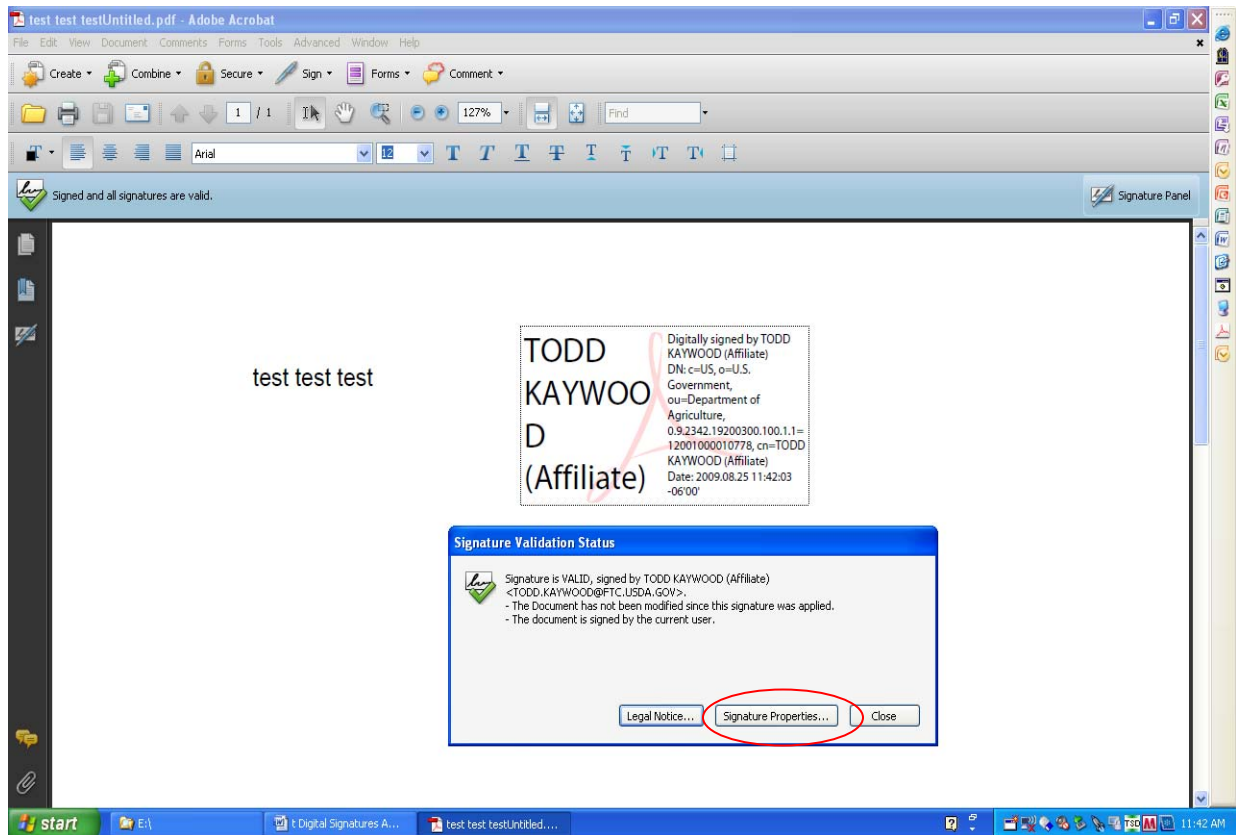 test test testUntitled.pdf - Adobe Acrobat
File Edit View Document Comments Forms Tools Advanced Window Help
Create Combine Secure Sign Forms Comment
1 / 1 127% Find
Arial 12
Signed and all signatures are valid.
Signature Panel
test test test
TODD
KAYWOO
D
(Affiliate)
Digitally signed by TODD
KAYWOOD (Affiliate)
DN: c=US, o=U.S.
Government,
ou=Department of
Agriculture,
0.9.2342.19200300.100.1.1=
12001000010778, cn=TODD
KAYWOOD (Affiliate)
Date: 2009.08.25 11:42:03
-06'00'
Signature Validation Status
Signature is VALID, signed by TODD KAYWOOD (Affiliate)
<TODD.KAYWOOD@FTC.USDA.GOV>.
- The Document has not been modified since this signature was applied.
- The document is signed by the current user.
Legal Notice... Signature Properties... Close
start E:\ t Digital Signatures A... test test testUntitled.... 11:42 AM